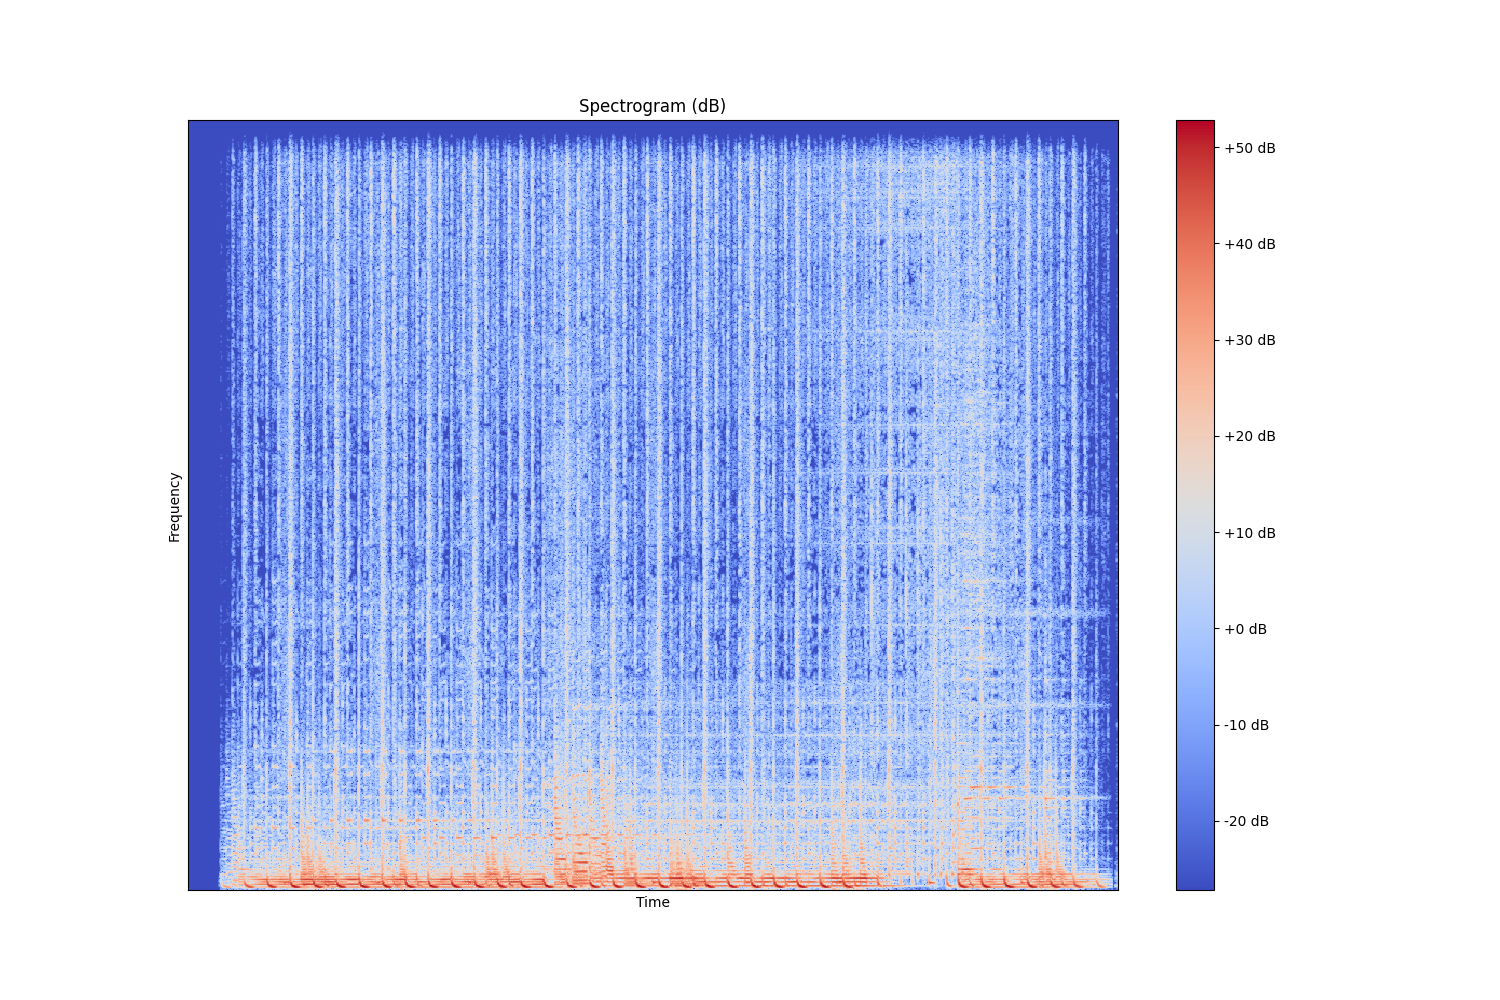 Spectrogram (dB)
Frequency
Time
+50 dB
+40 dB
+30 dB
+20 dB
+10 dB
+0 dB
-10 dB
-20 dB